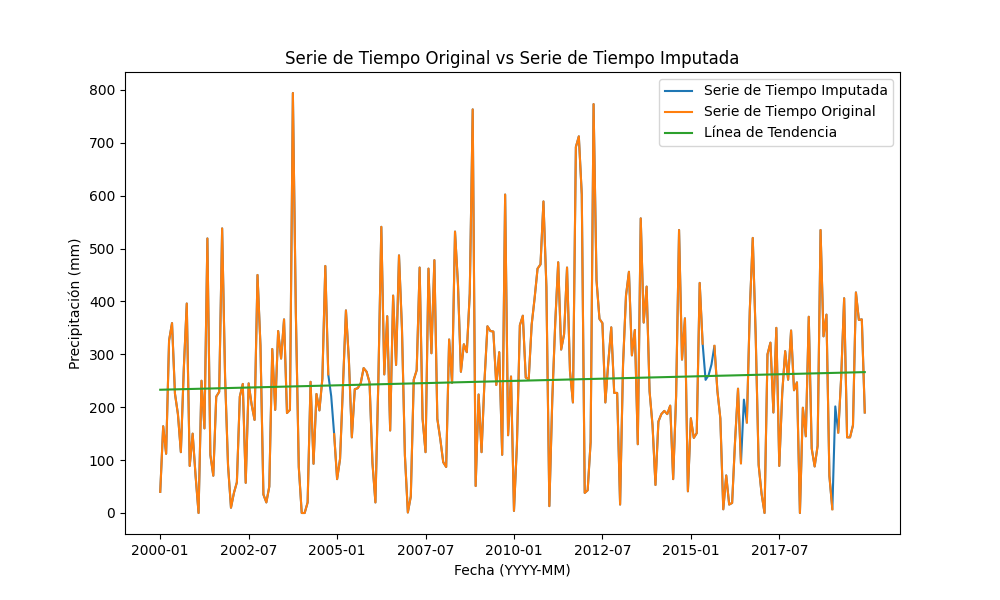 Serie de Tiempo Original vs Serie de Tiempo Imputada
Serie de Tiempo Imputada
Serie de Tiempo Original
Línea de Tendencia
Precipitación (mm)
800
700
600
500
400
300
200
100
0
2000-01 2002-07 2005-01 2007-07 2010-01 2012-07 2015-01 2017-07
Fecha (YYYY-MM)